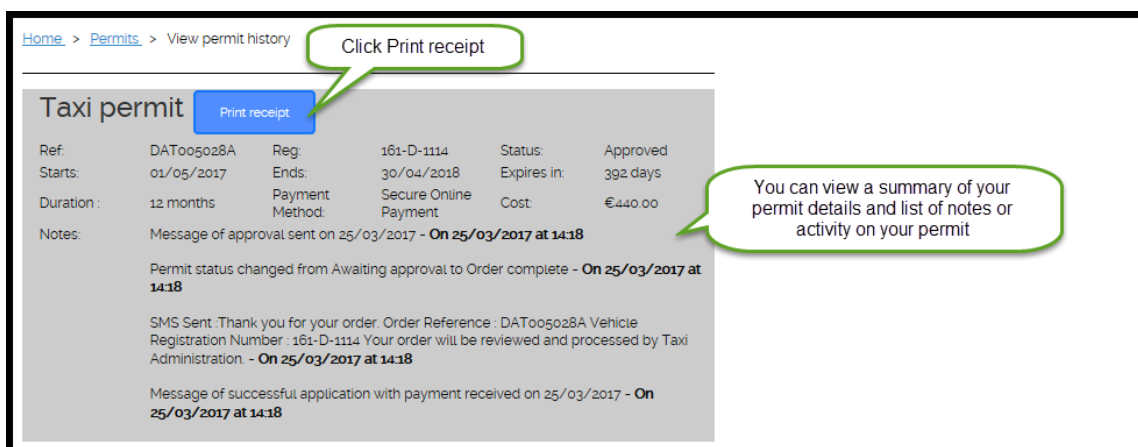 Home > Permits > View permit history
Click Print receipt
Taxi permit
Print receipt
Ref: DAT005028A Reg: 161-D-1114 Status: Approved
Starts: 01/05/2017 Ends: 30/04/2018 Expires in: 392 days
Duration : 12 months Payment Method: Secure Online Payment Cost: €440.00
Notes: Message of approval sent on 25/03/2017 - On 25/03/2017 at 14:18
Permit status changed from Awaiting approval to Order complete - On 25/03/2017 at
14:18
SMS Sent :Thank you for your order. Order Reference : DAT005028A Vehicle
Registration Number : 161-D-1114 Your order will be reviewed and processed by Taxi
Administration. - On 25/03/2017 at 14:18
Message of successful application with payment received on 25/03/2017 - On
25/03/2017 at 14:18
You can view a summary of your
permit details and list of notes or
activity on your permit